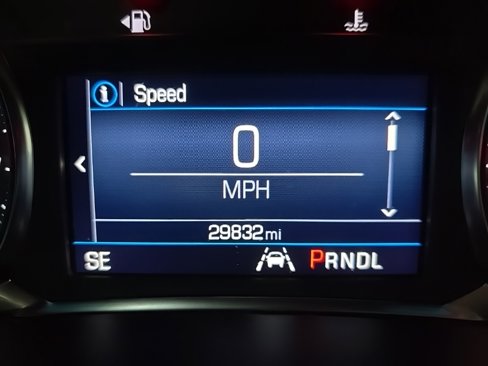 Speed
0
MPH
29832 mi
SE PRNDL